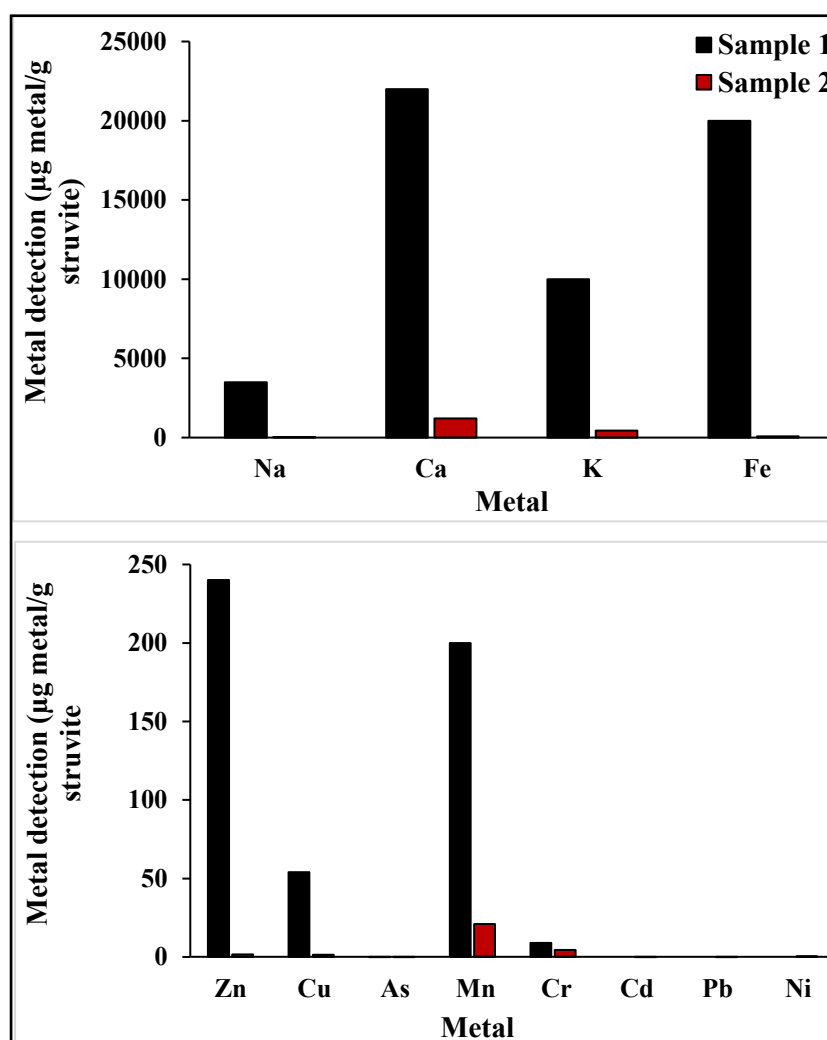 Metal detection (µg metal/g
struvite)
25000
20000
15000
10000
5000
0
Sample 1
Sample 2
Na Ca K Fe
Metal
Metal detection (µg metal/g
struvite
250
200
150
100
50
0
Zn Cu As Mn Cr Cd Pb Ni
Metal